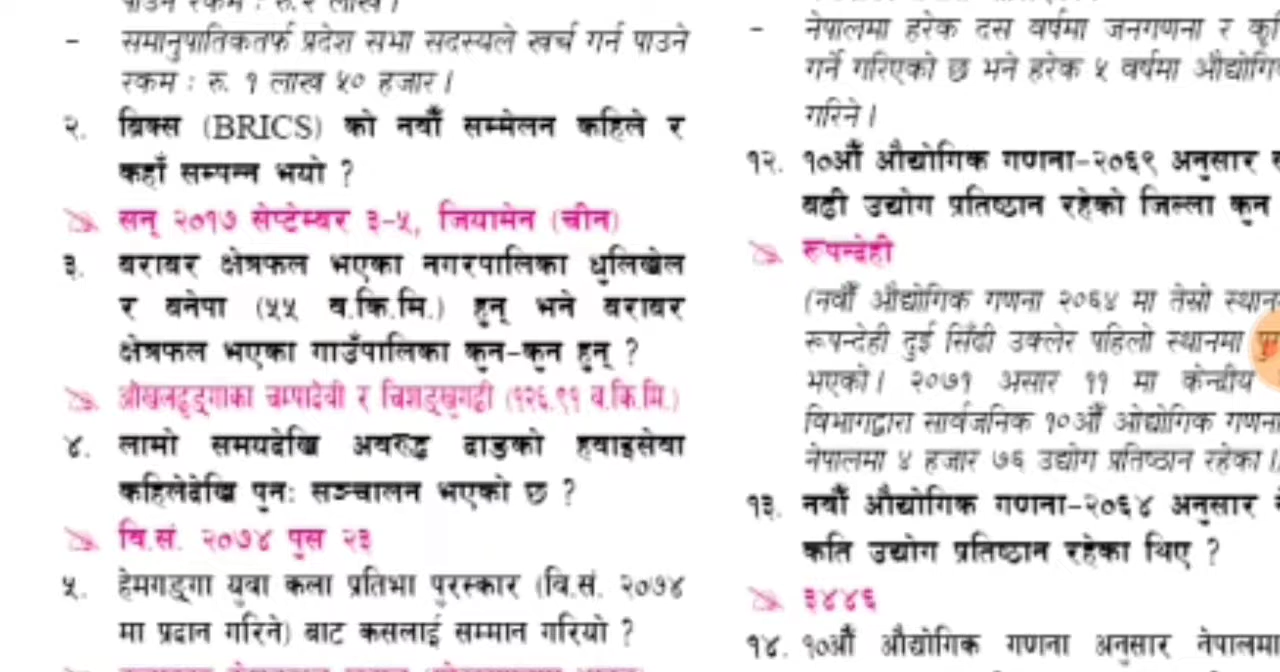 पाउने रकम : रु.२ लाख ।
- समानुपातिकतर्फ प्रदेश सभा सदस्यले खर्च गर्न पाउने
रकम : रु. १ लाख ५० हजार ।
२. ब्रिक्स (BRICS) को नवौं सम्मेलन कहिले र
कहाँ सम्पन्न भयो ?
सन् २०१७ सेप्टेम्बर ३-५, जियामेन (चीन)
३. बराबर क्षेत्रफल भएका नगरपालिका धुलिखेल
र बनेपा (५५ व.कि.मि.) हुन् भने बराबर
क्षेत्रफल भएका गाउँपालिका कुन-कुन हुन् ?
ओखलढुङ्गाका चम्पादेवी र चिशङ्खुगढी (१२६.९१ व.कि.मि.)
४. लामो समयदेखि अवरुद्ध दाङको हवाइसेवा
कहिलेदेखि पुनः सञ्चालन भएको छ ?
वि.सं. २०७४ पुस २३
५. हेमगङ्गा युवा कला प्रतिभा पुरस्कार (वि.सं. २०७४
मा प्रदान गरिने) बाट कसलाई सम्मान गरियो ?
- नेपालमा हरेक दस वर्षमा जनगणना र
गर्ने गरिएको छ भने हरेक ५ वर्षमा
गरिने ।
१२. १०औं औद्योगिक गणना-२०६९ अनुसार
बढी उद्योग प्रतिष्ठान रहेको जिल्ला कुन
रूपन्देही
(नवौं औद्योगिक गणना २०६४ मा तेस्रो
रूपन्देही दुई सिँढी उक्लेर पहिलो स्थानमा
भएको । २०७१ असार ११ मा केन्द्रीय
विभागद्वारा सार्वजनिक १०औं औद्योगिक
नेपालमा ४ हजार ७६ उद्योग प्रतिष्ठान रहेका ।
१३. नवौं औद्योगिक गणना-२०६४ अनुसार
कति उद्योग प्रतिष्ठान रहेका थिए ?
३४४६
१४. १०औं औद्योगिक गणना अनुसार नेपालमा